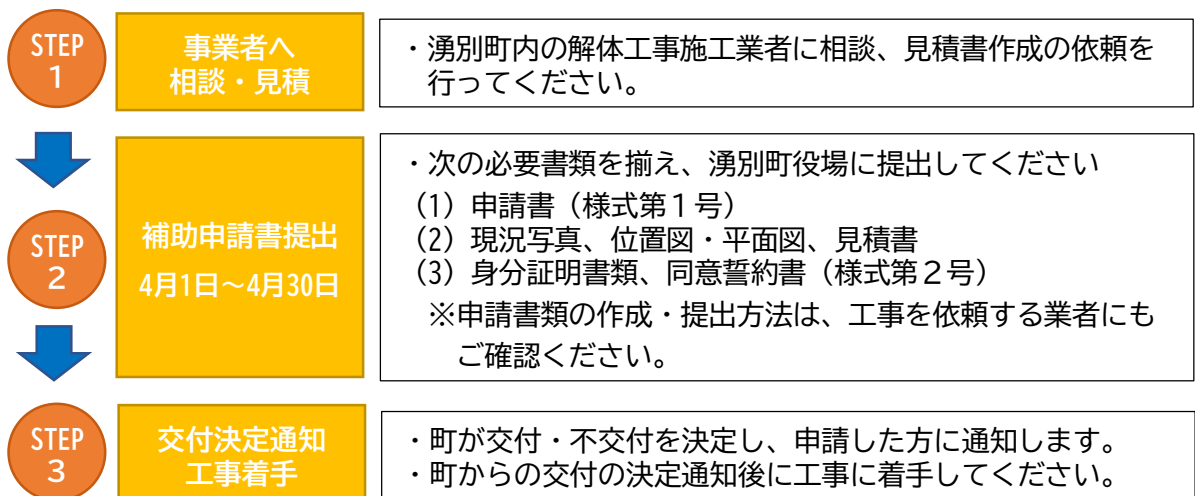 STEP
1
事業者へ
相談・見積
・湧別町内の解体工事施工業者に相談、見積書作成の依頼を
行ってください。
STEP
2
補助申請書提出
4月1日～4月30日
・次の必要書類を揃え、湧別町役場に提出してください
(1) 申請書（様式第１号）
(2) 現況写真、位置図・平面図、見積書
(3) 身分証明書類、同意誓約書（様式第２号）
※申請書類の作成・提出方法は、工事を依頼する業者にも
ご確認ください。
STEP
3
交付決定通知
工事着手
・町が交付・不交付を決定し、申請した方に通知します。
・町からの交付の決定通知後に工事に着手してください。